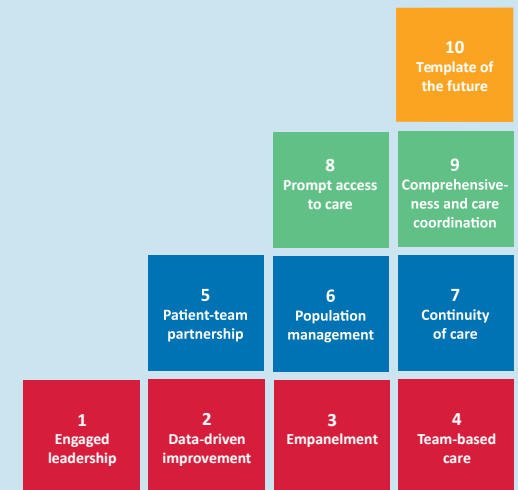 10
Template of
the future
8
Prompt access
to care
9
Comprehensive-
ness and care
coordination
5
Patient-team
partnership
6
Population
management
7
Continuity
of care
1
Engaged
leadership
2
Data-driven
improvement
3
Empanelment
4
Team-based
care